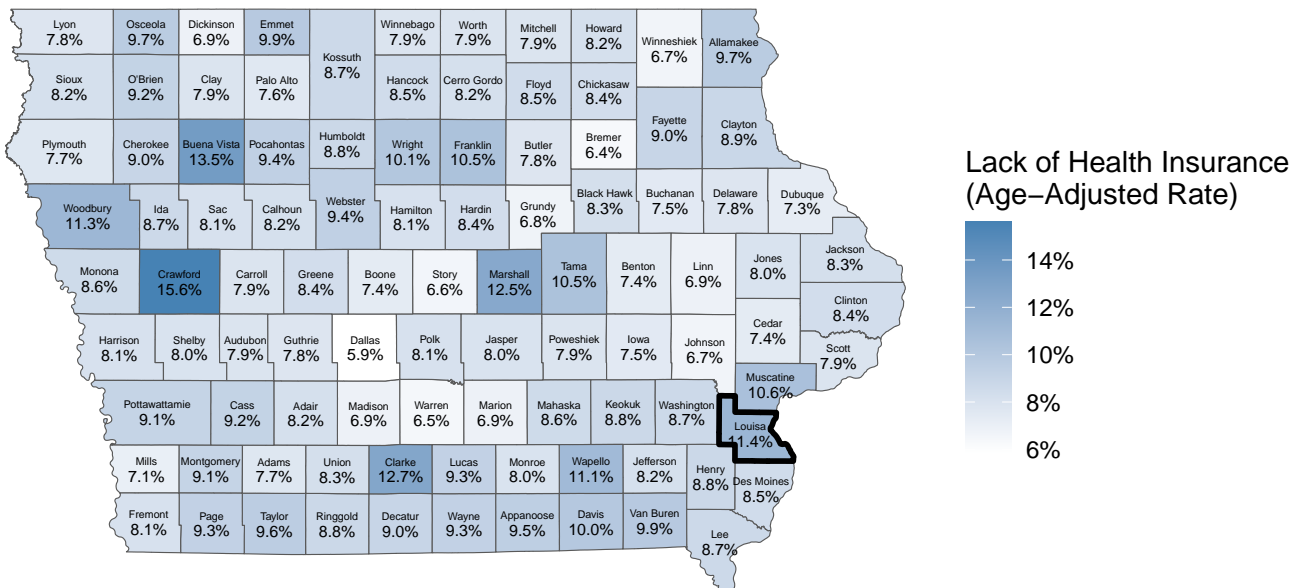 Lyon
7.8%
Osceola
9.7%
Dickinson
6.9%
Emmet
9.9%
Kossuth
8.7%
Winnebago
7.9%
Worth
7.9%
Mitchell
7.9%
Howard
8.2%
Winneshiek
6.7%
Allamakee
9.7%
Sioux
8.2%
O'Brien
9.2%
Clay
7.9%
Palo Alto
7.6%
Hancock
8.5%
Cerro Gordo
8.2%
Floyd
8.5%
Chickasaw
8.4%
Fayette
9.0%
Clayton
8.9%
Plymouth
7.7%
Cherokee
9.0%
Buena Vista
13.5%
Pocahontas
9.4%
Humboldt
8.8%
Wright
10.1%
Franklin
10.5%
Butler
7.8%
Bremer
6.4%
Woodbury
11.3%
Ida
8.7%
Sac
8.1%
Calhoun
8.2%
Webster
9.4%
Hamilton
8.1%
Hardin
8.4%
Grundy
6.8%
Black Hawk
8.3%
Buchanan
7.5%
Delaware
7.8%
Dubuque
7.3%
Monona
8.6%
Crawford
15.6%
Carroll
7.9%
Greene
8.4%
Boone
7.4%
Story
6.6%
Marshall
12.5%
Tama
10.5%
Benton
7.4%
Linn
6.9%
Jones
8.0%
Jackson
8.3%
Clinton
8.4%
Harrison
8.1%
Shelby
8.0%
Audubon
7.9%
Guthrie
7.8%
Dallas
5.9%
Polk
8.1%
Jasper
8.0%
Poweshiek
7.9%
Iowa
7.5%
Johnson
6.7%
Cedar
7.4%
Scott
7.9%
Muscatine
10.6%
Pottawattamie
9.1%
Cass
9.2%
Adair
8.2%
Madison
6.9%
Warren
6.5%
Marion
6.9%
Mahaska
8.6%
Keokuk
8.8%
Washington
8.7%
Louisa
11.4%
Mills
7.1%
Montgomery
9.1%
Adams
7.7%
Union
8.3%
Clarke
12.7%
Lucas
9.3%
Monroe
8.0%
Wapello
11.1%
Jefferson
8.2%
Henry
8.8%
Des Moines
8.5%
Fremont
8.1%
Page
9.3%
Taylor
9.6%
Ringgold
8.8%
Decatur
9.0%
Wayne
9.3%
Appanoose
9.5%
Davis
10.0%
Van Buren
9.9%
Lee
8.7%
Lack of Health Insurance
(Age−Adjusted Rate)
14%
12%
10%
8%
6%